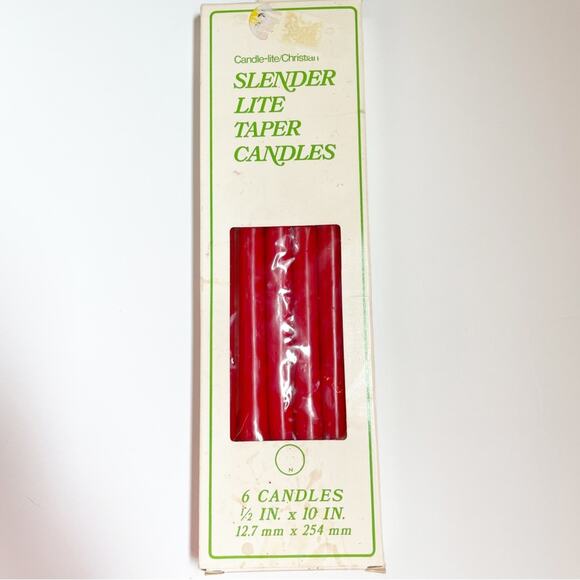 Candle-lite/Christian
SLENDER
LITE
TAPER
CANDLES
N
6 CANDLES
1/2 IN. x 10 IN.
12.7 mm x 254 mm